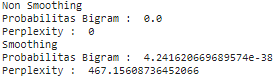 Non Smoothing
Probabilitas Bigram :  0.0
Perplexity :  0
Smoothing
Probabilitas Bigram :  4.241620669689574e-38
Perplexity :  467.15608736452066